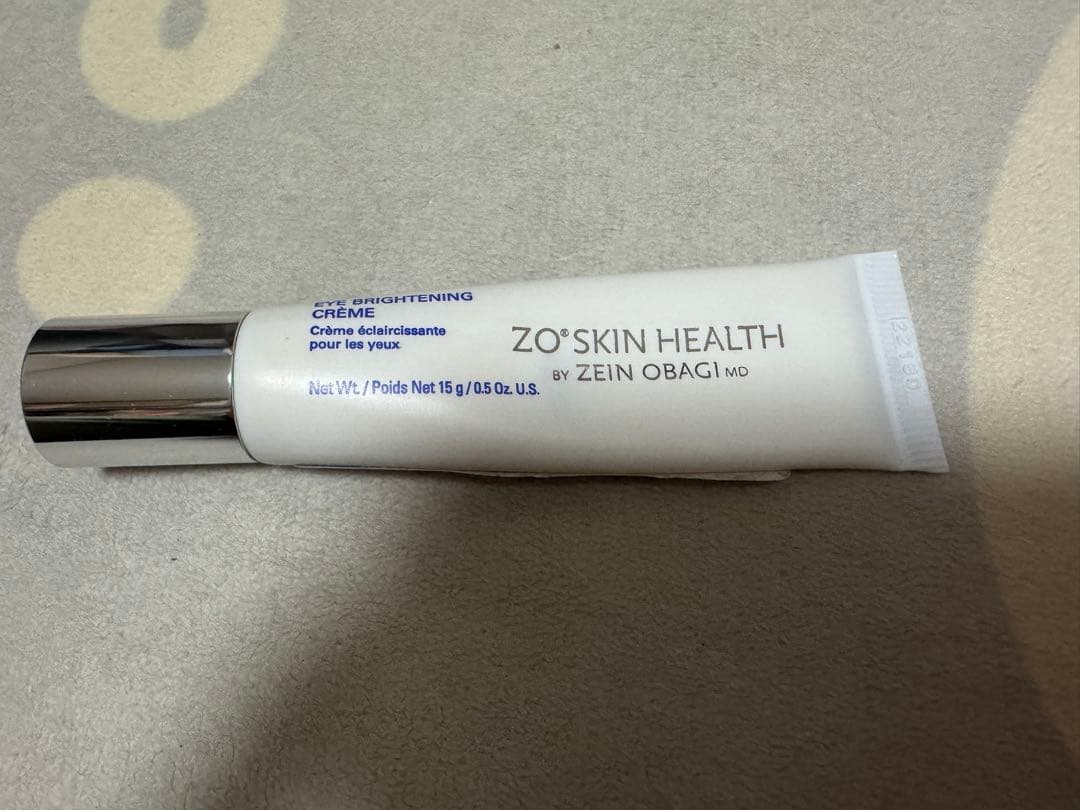 EYE BRIGHTENING
CRÈME
Crème éclaircissante
pour les yeux
Net Wt. / Poids Net 15 g / 0.5 Oz. U.S.
ZO® SKIN HEALTH
BY ZEIN OBAGI MD